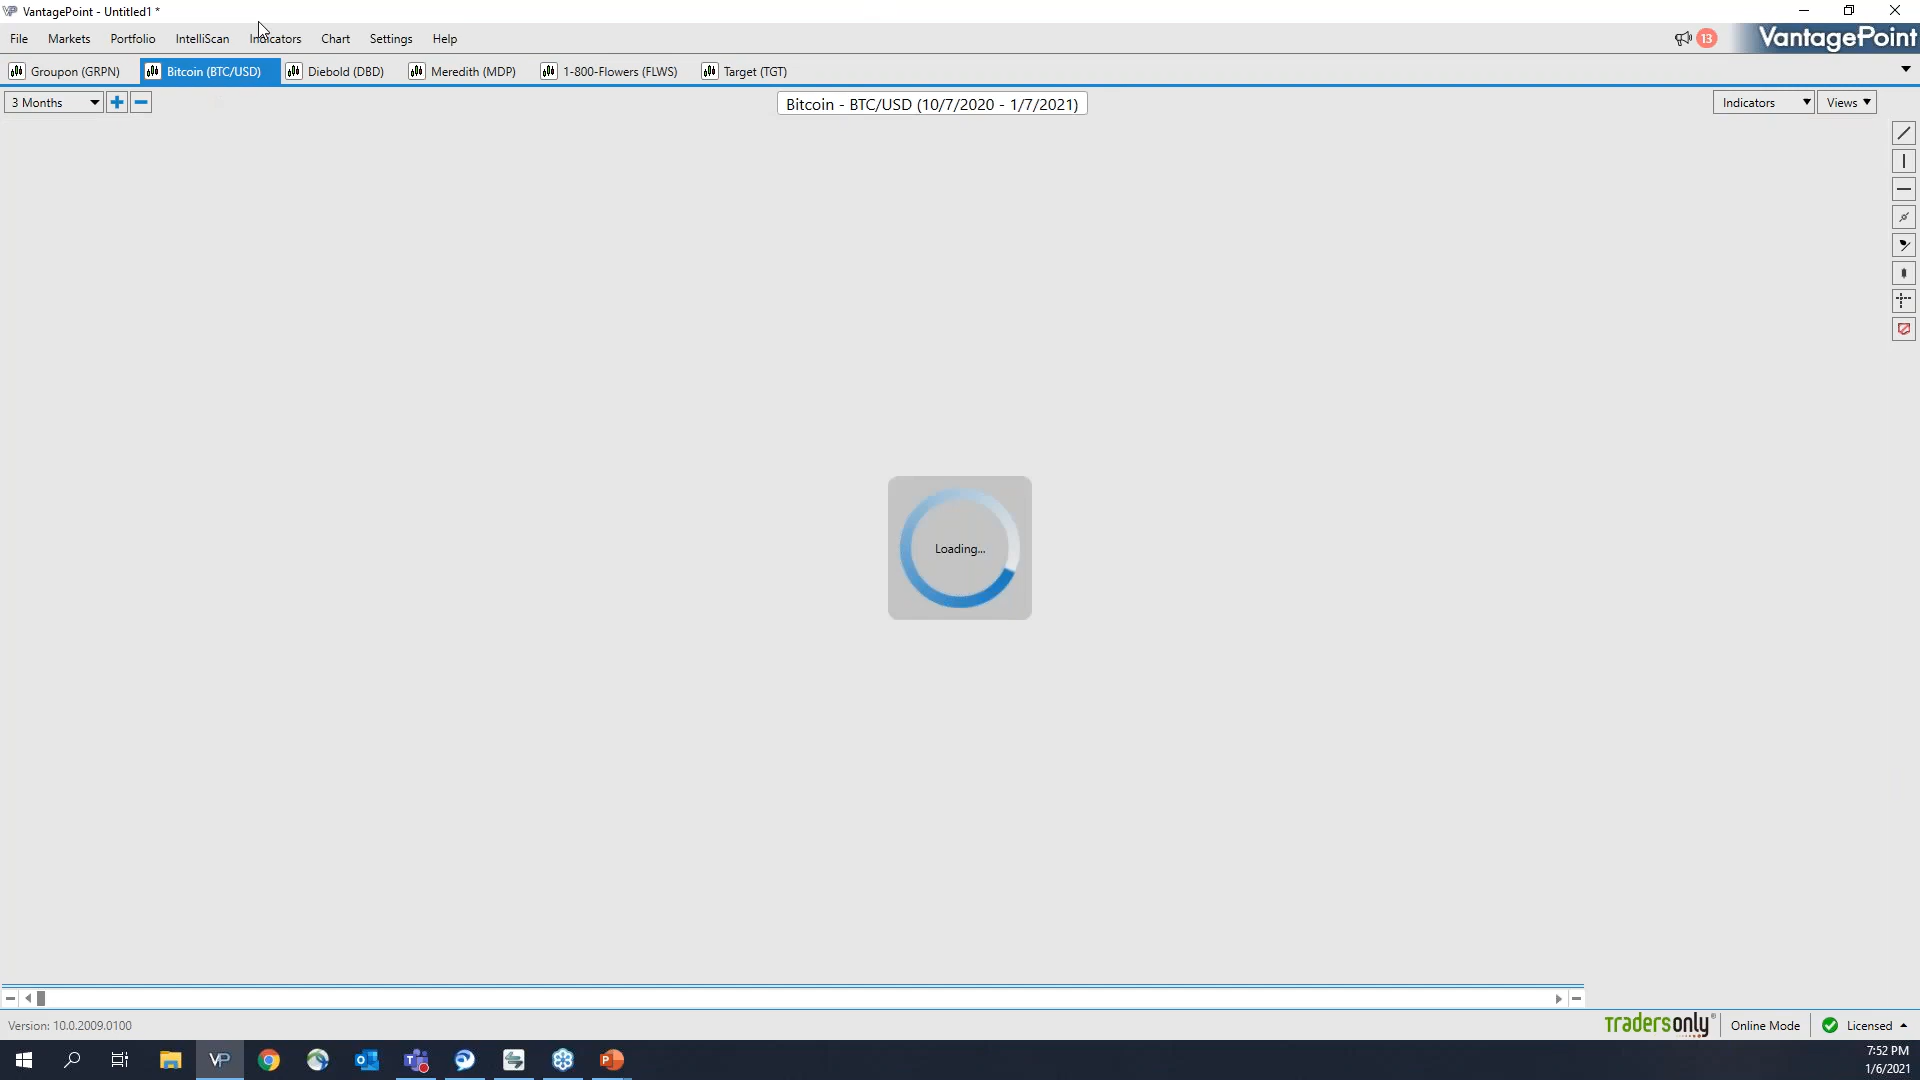 VP VantagePoint - Untitled1 *
File Markets Portfolio IntelliScan Indicators Chart Settings Help
13
VantagePoint
Groupon (GRPN) Bitcoin (BTC/USD) Diebold (DBD) Meredith (MDP) 1-800-Flowers (FLWS) Target (TGT)
3 Months
Bitcoin - BTC/USD (10/7/2020 - 1/7/2021)
Indicators Views
Loading...
Version: 10.0.2009.0100
tradersonly® Online Mode Licensed
VP
7:52 PM
1/6/2021